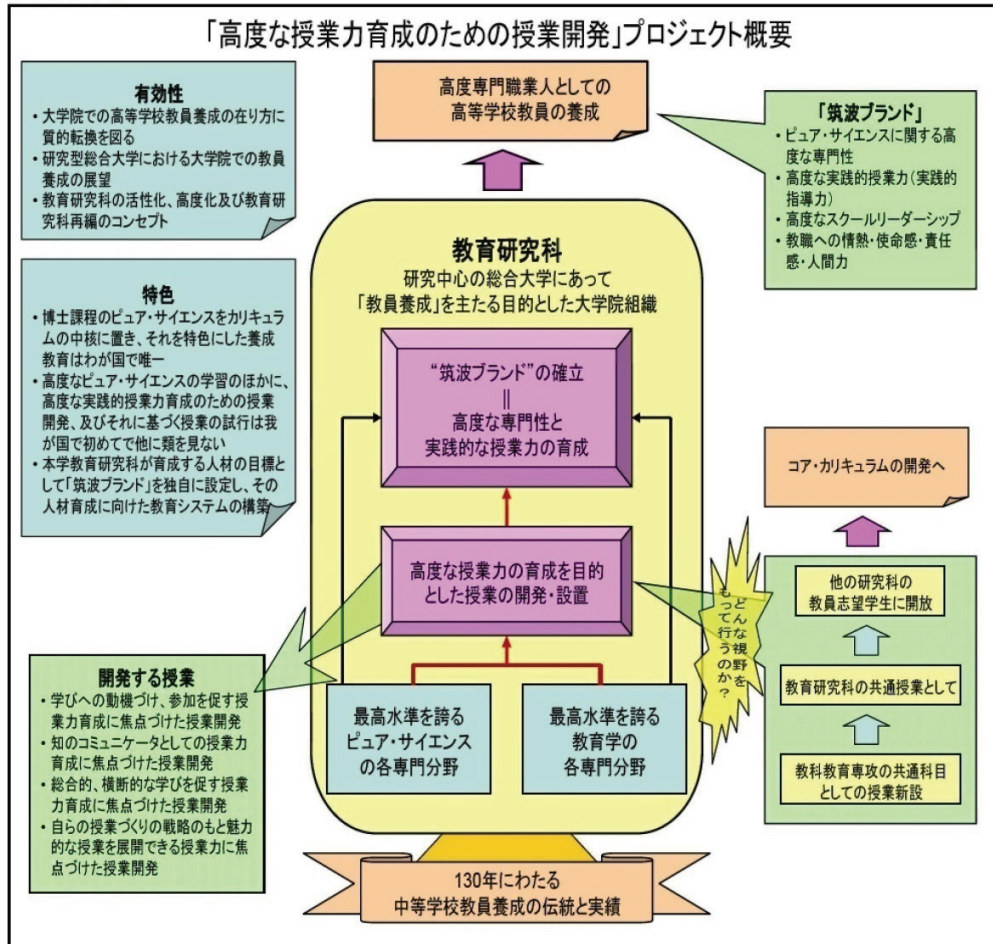 「高度な授業力育成のための授業開発」プロジェクト概要
有効性
・大学院での高等学校教員養成の在り方に
質的転換を図る
・研究型総合大学における大学院での教員
養成の展望
・教育研究科の活性化、高度化及び教育研
究科再編のコンセプト
高度専門職業人としての
高等学校教員の養成
「筑波ブランド」
・ピュア・サイエンスに関する高
度な専門性
・高度な実践的授業力(実践的
指導力)
・高度なスクールリーダーシップ
・教職への情熱・使命感・責任
感・人間力
特色
・博士課程のピュア・サイエンスをカリキュラ
ムの中核に置き、それを特色にした養成
教育はわが国で唯一
・高度なピュア・サイエンスの学習のほかに、
高度な実践的授業力育成のための授業
開発、及びそれに基づく授業の試行は我
が国で初めてで他に類を見ない
・本学教育研究科が育成する人材の目標と
して「筑波ブランド」を独自に設定し、その
人材育成に向けた教育システムの構築
教育研究科
研究中心の総合大学にあって
「教員養成」を主たる目的とした大学院組織
“筑波ブランド”の確立
||
高度な専門性と
実践的な授業力の育成
高度な授業力の育成を目的
とした授業の開発・設置
最高水準を誇る
ピュア・サイエンス
の各専門分野
最高水準を誇る
教育学の
各専門分野
どんな視野を
もって行うのか?
コア・カリキュラムの開発へ
他の研究科の
教員志望学生に開放
教育研究科の共通授業として
教科教育専攻の共通科目
としての授業新設
開発する授業
・学びへの動機づけ、参加を促す授
業力育成に焦点づけた授業開発
・知のコミュニケータとしての授業力
育成に焦点づけた授業開発
・総合的、横断的な学びを促す授業
力育成に焦点づけた授業開発
・自らの授業づくりの戦略のもと魅力
的な授業を展開できる授業力に焦
点づけた授業開発
130年にわたる
中等学校教員養成の伝統と実績